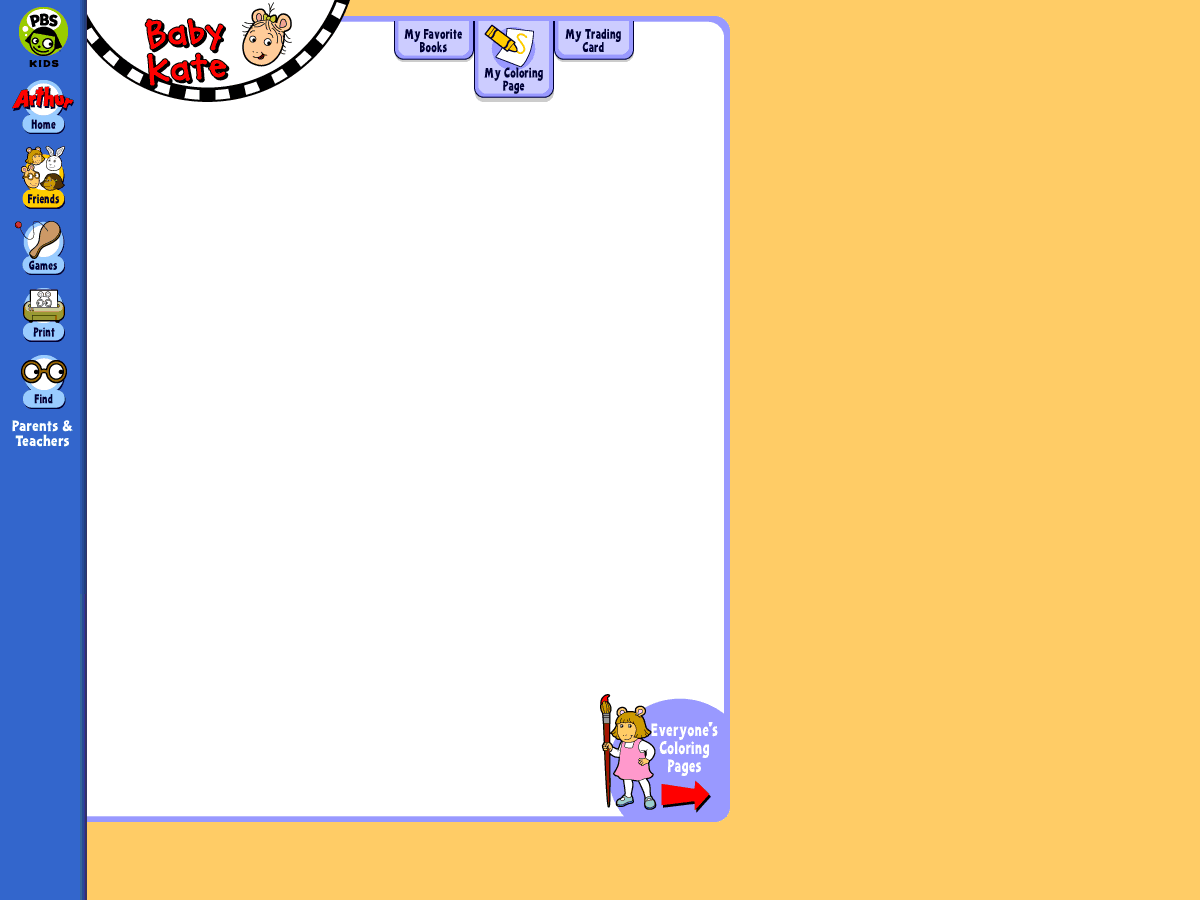 PBS
KIDS
Arthur
Home
Friends
Games
Print
Find
Parents &
Teachers
Baby
Kate
My Favorite
Books
My Coloring
Page
My Trading
Card
Everyone's
Coloring
Pages